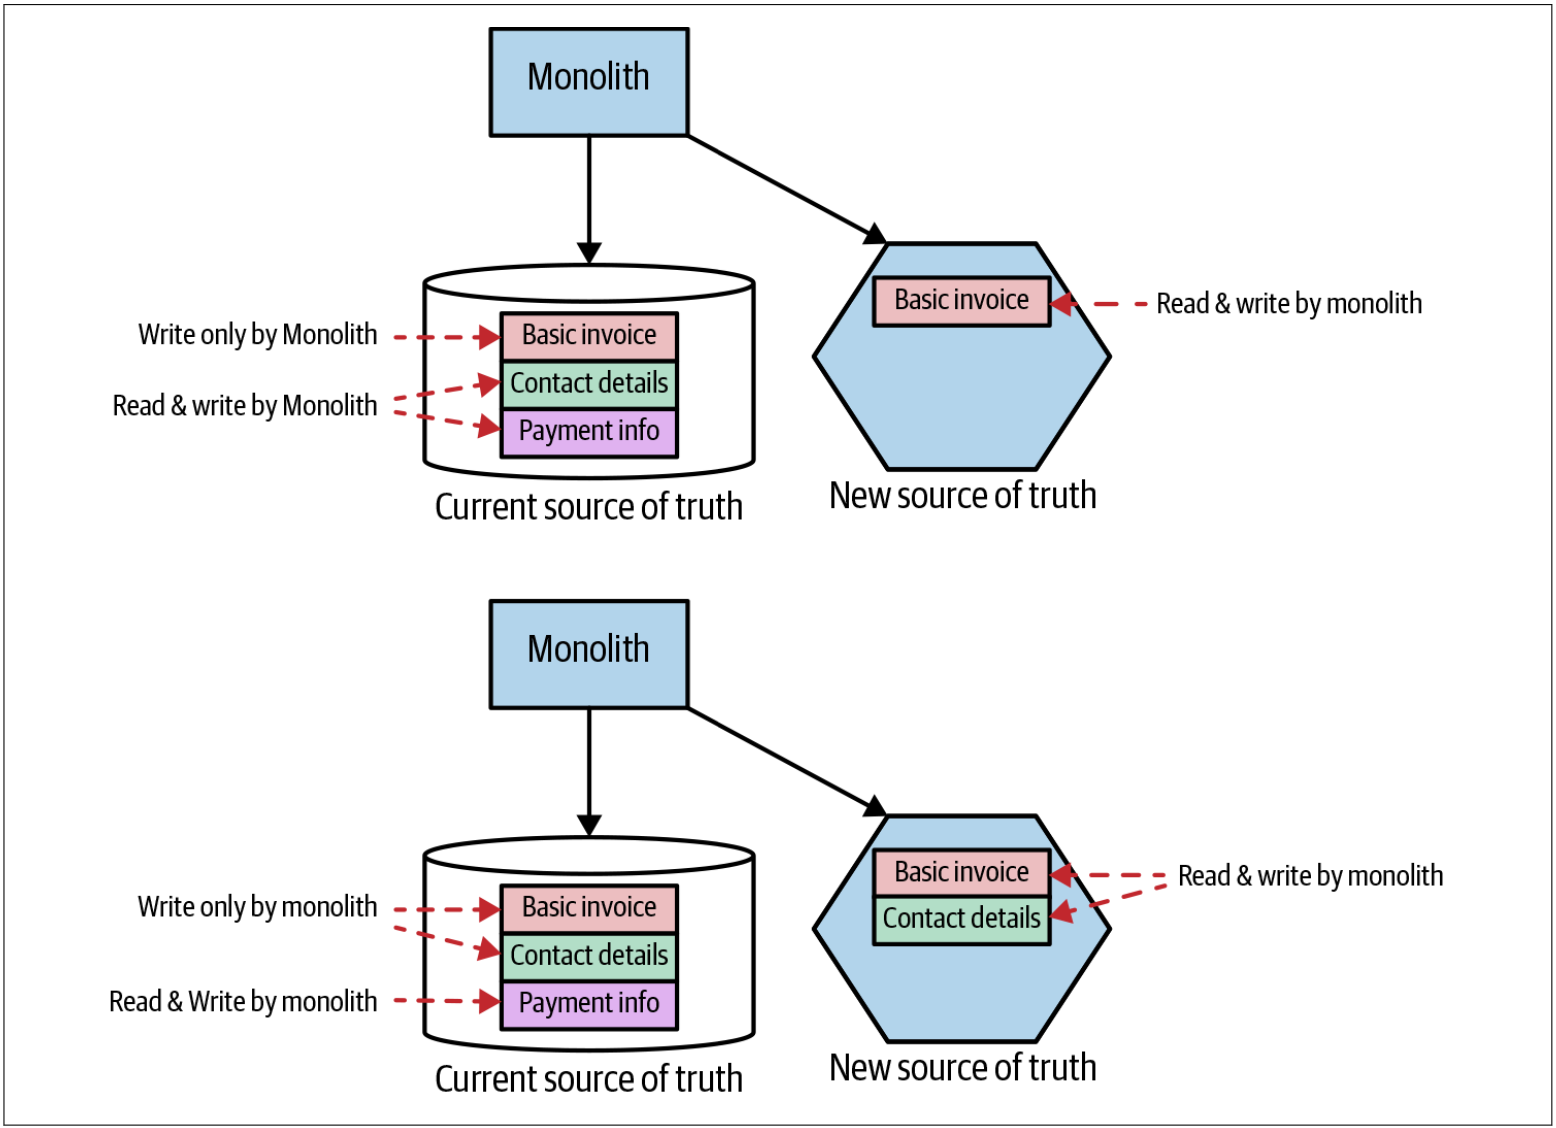 Monolith
Write only by Monolith
Read & write by Monolith
Basic invoice
Contact details
Payment info
Current source of truth
Basic invoice
Read & write by monolith
New source of truth
Monolith
Write only by monolith
Read & Write by monolith
Basic invoice
Contact details
Payment info
Current source of truth
Basic invoice
Contact details
Read & write by monolith
New source of truth